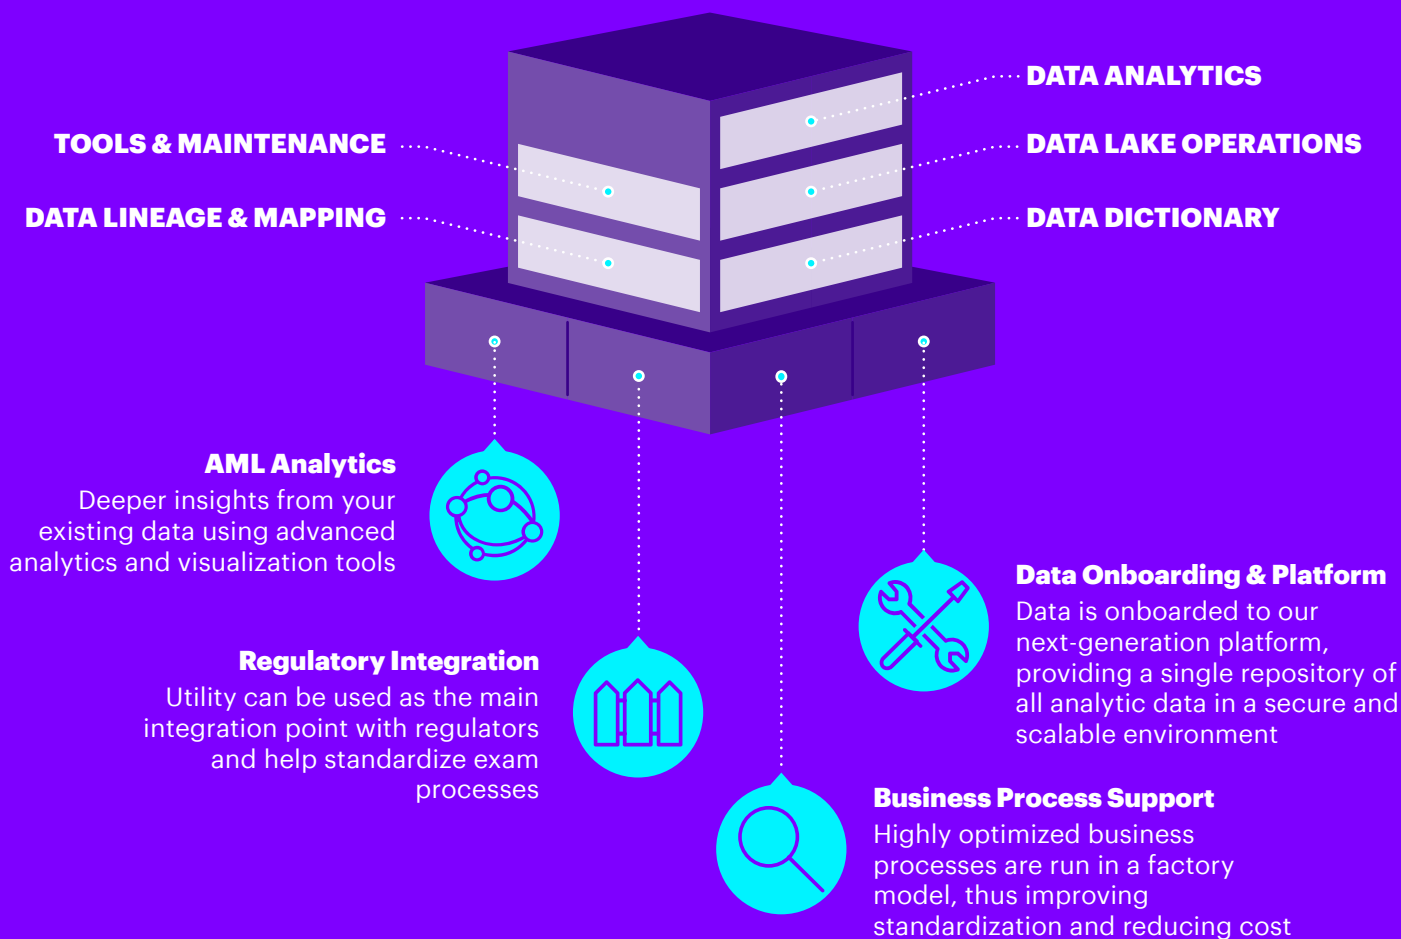 TOOLS & MAINTENANCE
DATA LINEAGE & MAPPING
DATA ANALYTICS
DATA LAKE OPERATIONS
DATA DICTIONARY
AML Analytics
Deeper insights from your
existing data using advanced
analytics and visualization tools
Regulatory Integration
Utility can be used as the main
integration point with regulators
and help standardize exam
processes
Data Onboarding & Platform
Data is onboarded to our
next-generation platform,
providing a single repository of
all analytic data in a secure and
scalable environment
Business Process Support
Highly optimized business
processes are run in a factory
model, thus improving
standardization and reducing cost